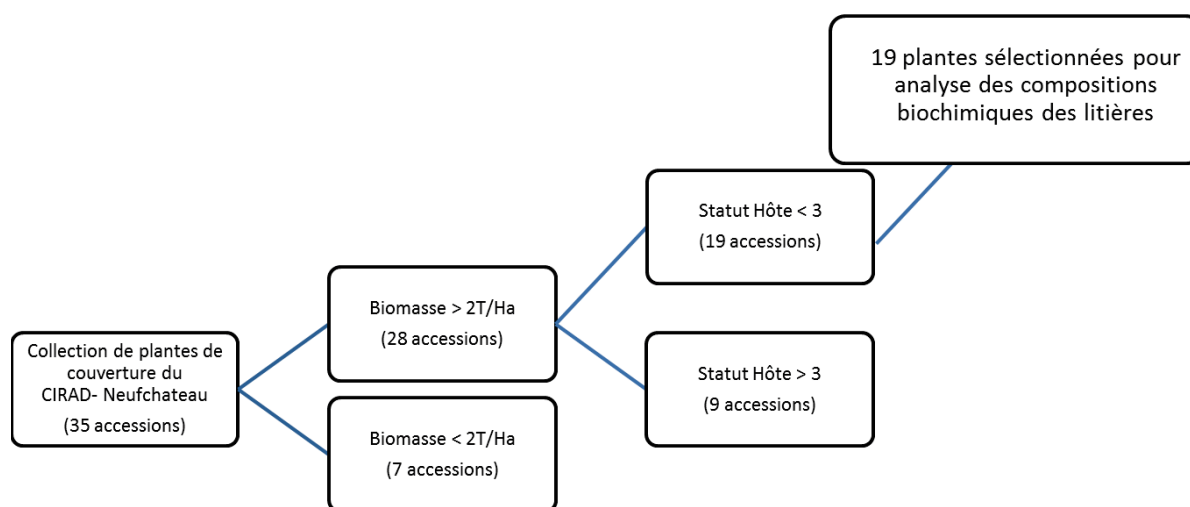 19 plantes sélectionnées pour
analyse des compositions
biochimiques des litières
Statut Hôte < 3
(19 accessions)
Biomasse > 2T/Ha
(28 accessions)
Collection de plantes de
couverture du
CIRAD- Neufchateau
(35 accessions)
Statut Hôte > 3
(9 accessions)
Biomasse < 2T/Ha
(7 accessions)